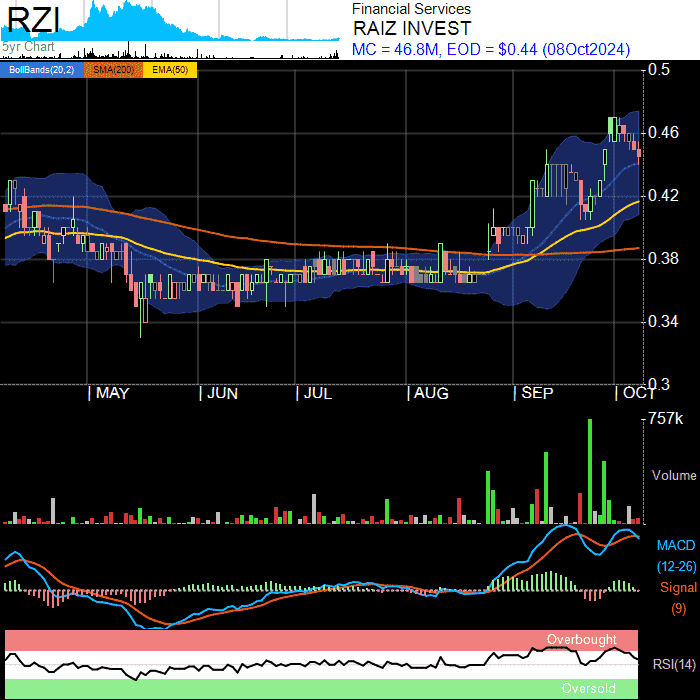 RZI
5yr Chart
Financial Services
RAIZ INVEST
MC = 46.8M, EOD = $0.44 (08Oct2024)
BollBands(20,2) SMA(200) EMA(50)
0.5
0.46
0.42
0.38
0.34
0.3
MAY JUN JUL AUG SEP OCT
757k
Volume
MACD
(12-26)
Signal
(9)
Overbought
RSI(14)
Oversold